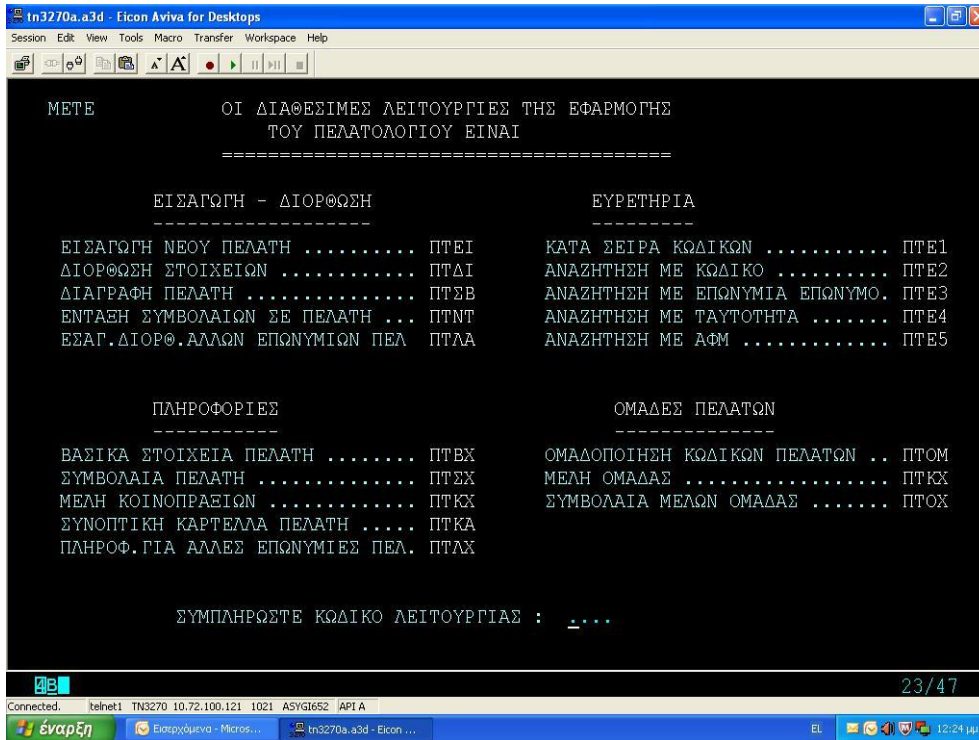 tn3270a.a3d - Eicon Aviva for Desktops
Session Edit View Tools Macro Transfer Workspace Help
METE ΟΙ ΔΙΑΘΕΣΙΜΕΣ ΛΕΙΤΟΥΡΓΙΕΣ ΤΗΣ ΕΦΑΡΜΟΓΗΣ
ΤΟΥ ΠΕΛΑΤΟΛΟΓΙΟΥ ΕΙΝΑΙ
=======================================
ΕΙΣΑΓΩΓΗ - ΔΙΟΡΘΩΣΗ
-------------------
ΕΙΣΑΓΩΓΗ ΝΕΟΥ ΠΕΛΑΤΗ .......... ΠΤΕΙ
ΔΙΟΡΘΩΣΗ ΣΤΟΙΧΕΙΩΝ ............ ΠΤΔΙ
ΔΙΑΓΡΑΦΗ ΠΕΛΑΤΗ ............... ΠΤΣΒ
ΕΝΤΑΞΗ ΣΥΜΒΟΛΑΙΩΝ ΣΕ ΠΕΛΑΤΗ ... ΠΤΝΤ
ΕΣΑΓ.ΔΙΟΡΘ.ΑΛΛΩΝ ΕΠΩΝΥΜΙΩΝ ΠΕΛ ΠΤΛΑ
ΕΥΡΕΤΗΡΙΑ
---------
ΚΑΤΑ ΣΕΙΡΑ ΚΩΔΙΚΩΝ ........... ΠΤΕ1
ΑΝΑΖΗΤΗΣΗ ΜΕ ΚΩΔΙΚΟ .......... ΠΤΕ2
ΑΝΑΖΗΤΗΣΗ ΜΕ ΕΠΩΝΥΜΙΑ ΕΠΩΝΥΜΟ. ΠΤΕ3
ΑΝΑΖΗΤΗΣΗ ΜΕ ΤΑΥΤΟΤΗΤΑ ....... ΠΤΕ4
ΑΝΑΖΗΤΗΣΗ ΜΕ ΑΦΜ ............. ΠΤΕ5
ΠΛΗΡΟΦΟΡΙΕΣ
-----------
ΒΑΣΙΚΑ ΣΤΟΙΧΕΙΑ ΠΕΛΑΤΗ ........ ΠΤΒΧ
ΣΥΜΒΟΛΑΙΑ ΠΕΛΑΤΗ .............. ΠΤΣΧ
ΜΕΛΗ ΚΟΙΝΟΠΡΑΞΙΩΝ ............. ΠΤΚΧ
ΣΥΝΟΠΤΙΚΗ ΚΑΡΤΕΛΛΑ ΠΕΛΑΤΗ ..... ΠΤΚΑ
ΠΛΗΡΟΦ.ΓΙΑ ΑΛΛΕΣ ΕΠΩΝΥΜΙΕΣ ΠΕΛ. ΠΤΛΧ
ΟΜΑΔΕΣ ΠΕΛΑΤΩΝ
--------------
ΟΜΑΔΟΠΟΙΗΣΗ ΚΩΔΙΚΩΝ ΠΕΛΑΤΩΝ .. ΠΤΟΜ
ΜΕΛΗ ΟΜΑΔΑΣ .................. ΠΤΚΧ
ΣΥΜΒΟΛΑΙΑ ΜΕΛΩΝ ΟΜΑΔΑΣ ....... ΠΤΟΧ
ΣΥΜΠΛΗΡΩΣΤΕ ΚΩΔΙΚΟ ΛΕΙΤΟΥΡΓΙΑΣ : ....
4B 23/47
Connected. telnet1 TN3270 10.72.100.121 1021 ASYGI652 API A
έναρξη Εισερχόμενα - Micros... tn3270a.a3d - Eicon ... EL 12:24 μμ